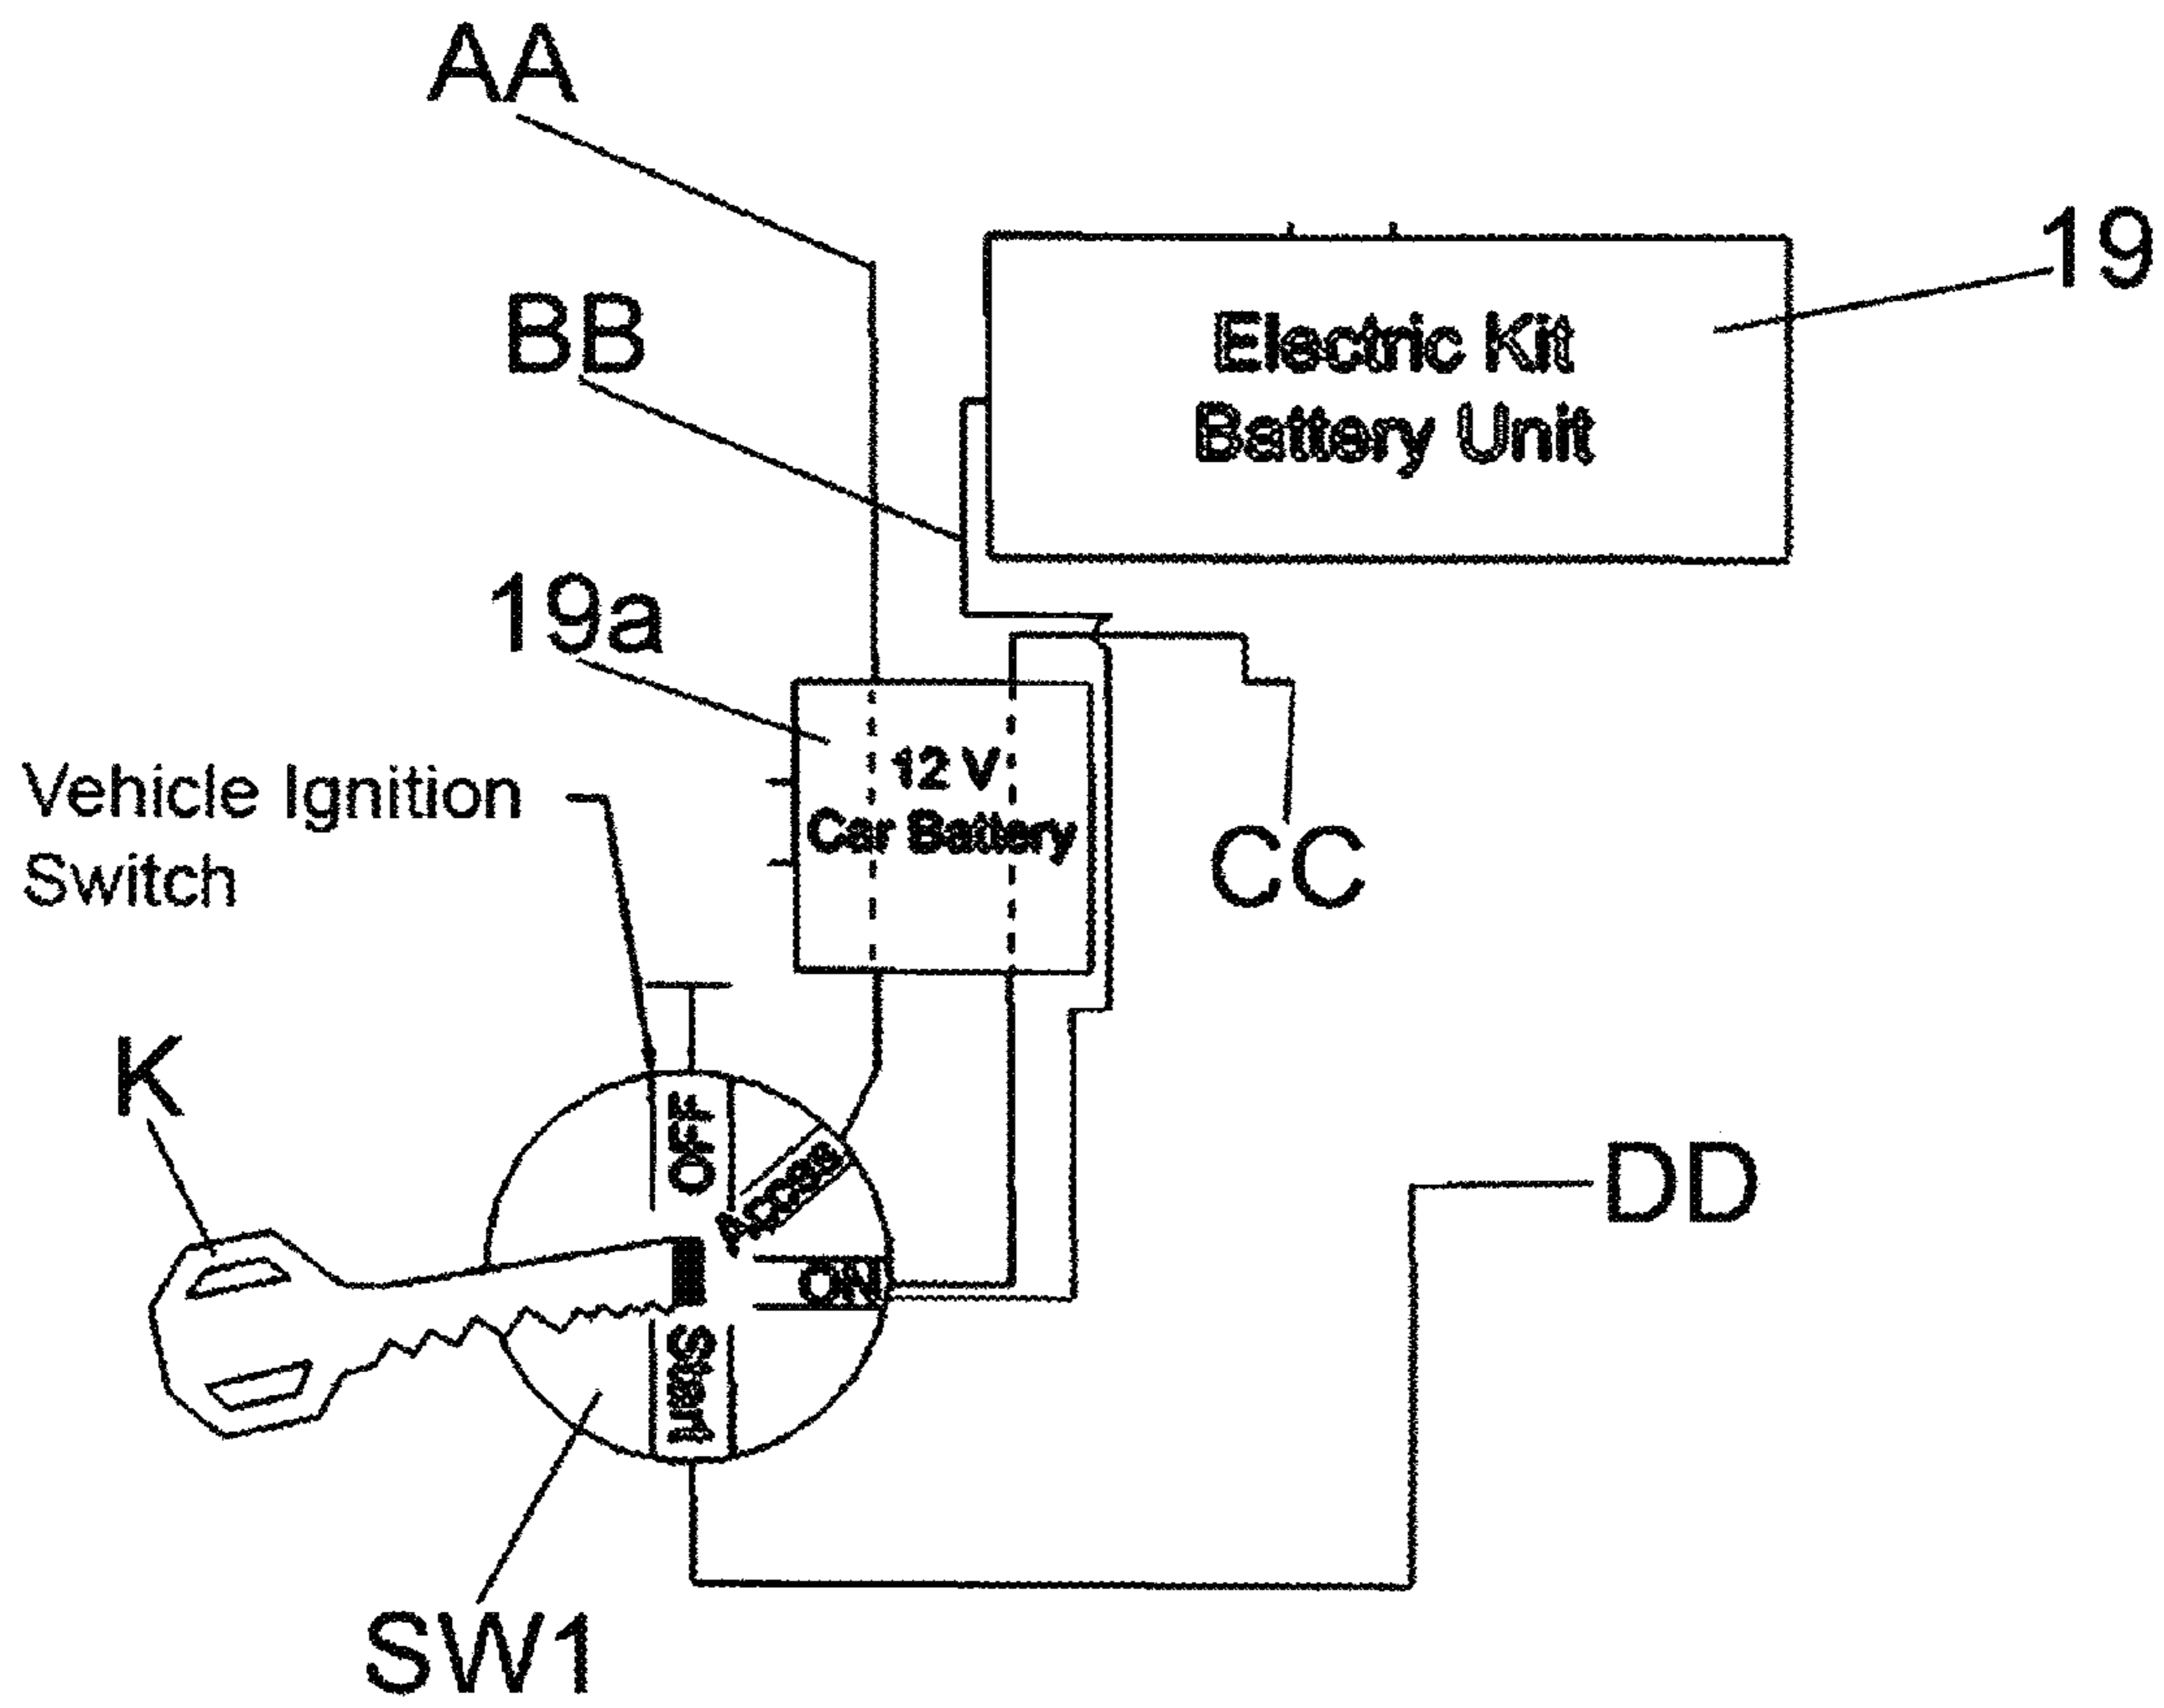 AA
19
BB
Electric Kit
Battery Unit
19a
12 V
Car Battery
Vehicle Ignition
Switch
CC
K
OFF
Access
DD
ON
Start
SW1